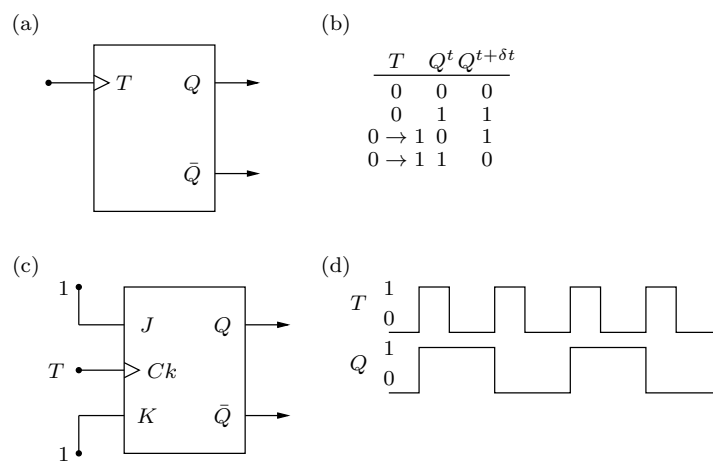 (a)
T Q
Q̄
(b)
T Q^t Q^{t+δt}
0 0 0
0 1 1
0 → 1 0 1
0 → 1 1 0
(c)
1
J Q
T Ck
K Q̄
1
(d)
1
T
0
1
Q
0